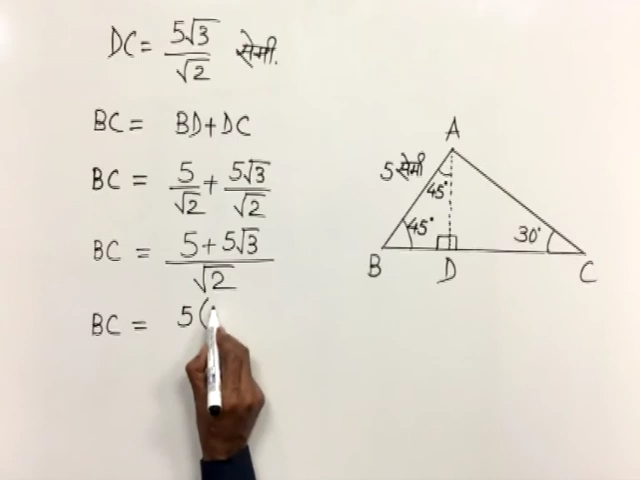 DC = 5√3/√2 सेमी.
BC = BD+DC
BC = 5/√2 + 5√3/√2
BC = 5+5√3/√2
BC = 5(
A
5 सेमी
45°
45°
30°
B
D
C